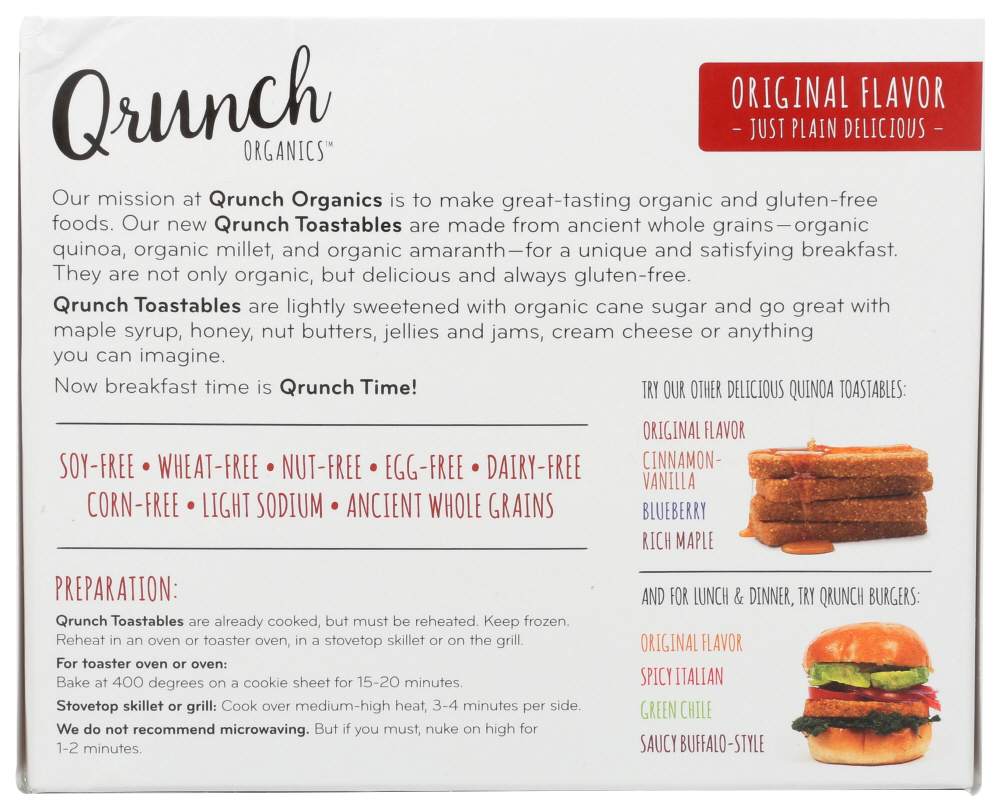 Qrunch
ORGANICS™
ORIGINAL FLAVOR
– JUST PLAIN DELICIOUS –
Our mission at Qrunch Organics is to make great-tasting organic and gluten-free
foods. Our new Qrunch Toastables are made from ancient whole grains—organic
quinoa, organic millet, and organic amaranth—for a unique and satisfying breakfast.
They are not only organic, but delicious and always gluten-free.
Qrunch Toastables are lightly sweetened with organic cane sugar and go great with
maple syrup, honey, nut butters, jellies and jams, cream cheese or anything
you can imagine.
Now breakfast time is Qrunch Time!
SOY-FREE • WHEAT-FREE • NUT-FREE • EGG-FREE • DAIRY-FREE
CORN-FREE • LIGHT SODIUM • ANCIENT WHOLE GRAINS
PREPARATION:
Qrunch Toastables are already cooked, but must be reheated. Keep frozen.
Reheat in an oven or toaster oven, in a stovetop skillet or on the grill.
For toaster oven or oven:
Bake at 400 degrees on a cookie sheet for 15-20 minutes.
Stovetop skillet or grill: Cook over medium-high heat, 3-4 minutes per side.
We do not recommend microwaving. But if you must, nuke on high for
1-2 minutes.
TRY OUR OTHER DELICIOUS QUINOA TOASTABLES:
ORIGINAL FLAVOR
CINNAMON-
VANILLA
BLUEBERRY
RICH MAPLE
AND FOR LUNCH & DINNER, TRY QRUNCH BURGERS:
ORIGINAL FLAVOR
SPICY ITALIAN
GREEN CHILE
SAUCY BUFFALO-STYLE